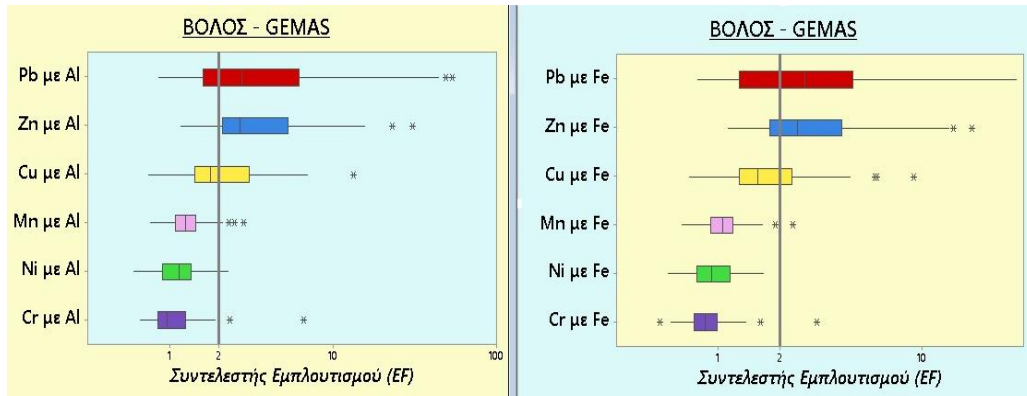 ΒΟΛΟΣ - GEMAS
Pb με Al
Zn με Al
Cu με Al
Mn με Al
Ni με Al
Cr με Al
1 2 10 100
Συντελεστής Εμπλουτισμού (EF)
ΒΟΛΟΣ - GEMAS
Pb με Fe
Zn με Fe
Cu με Fe
Mn με Fe
Ni με Fe
Cr με Fe
1 2 10
Συντελεστής Εμπλουτισμού (EF)